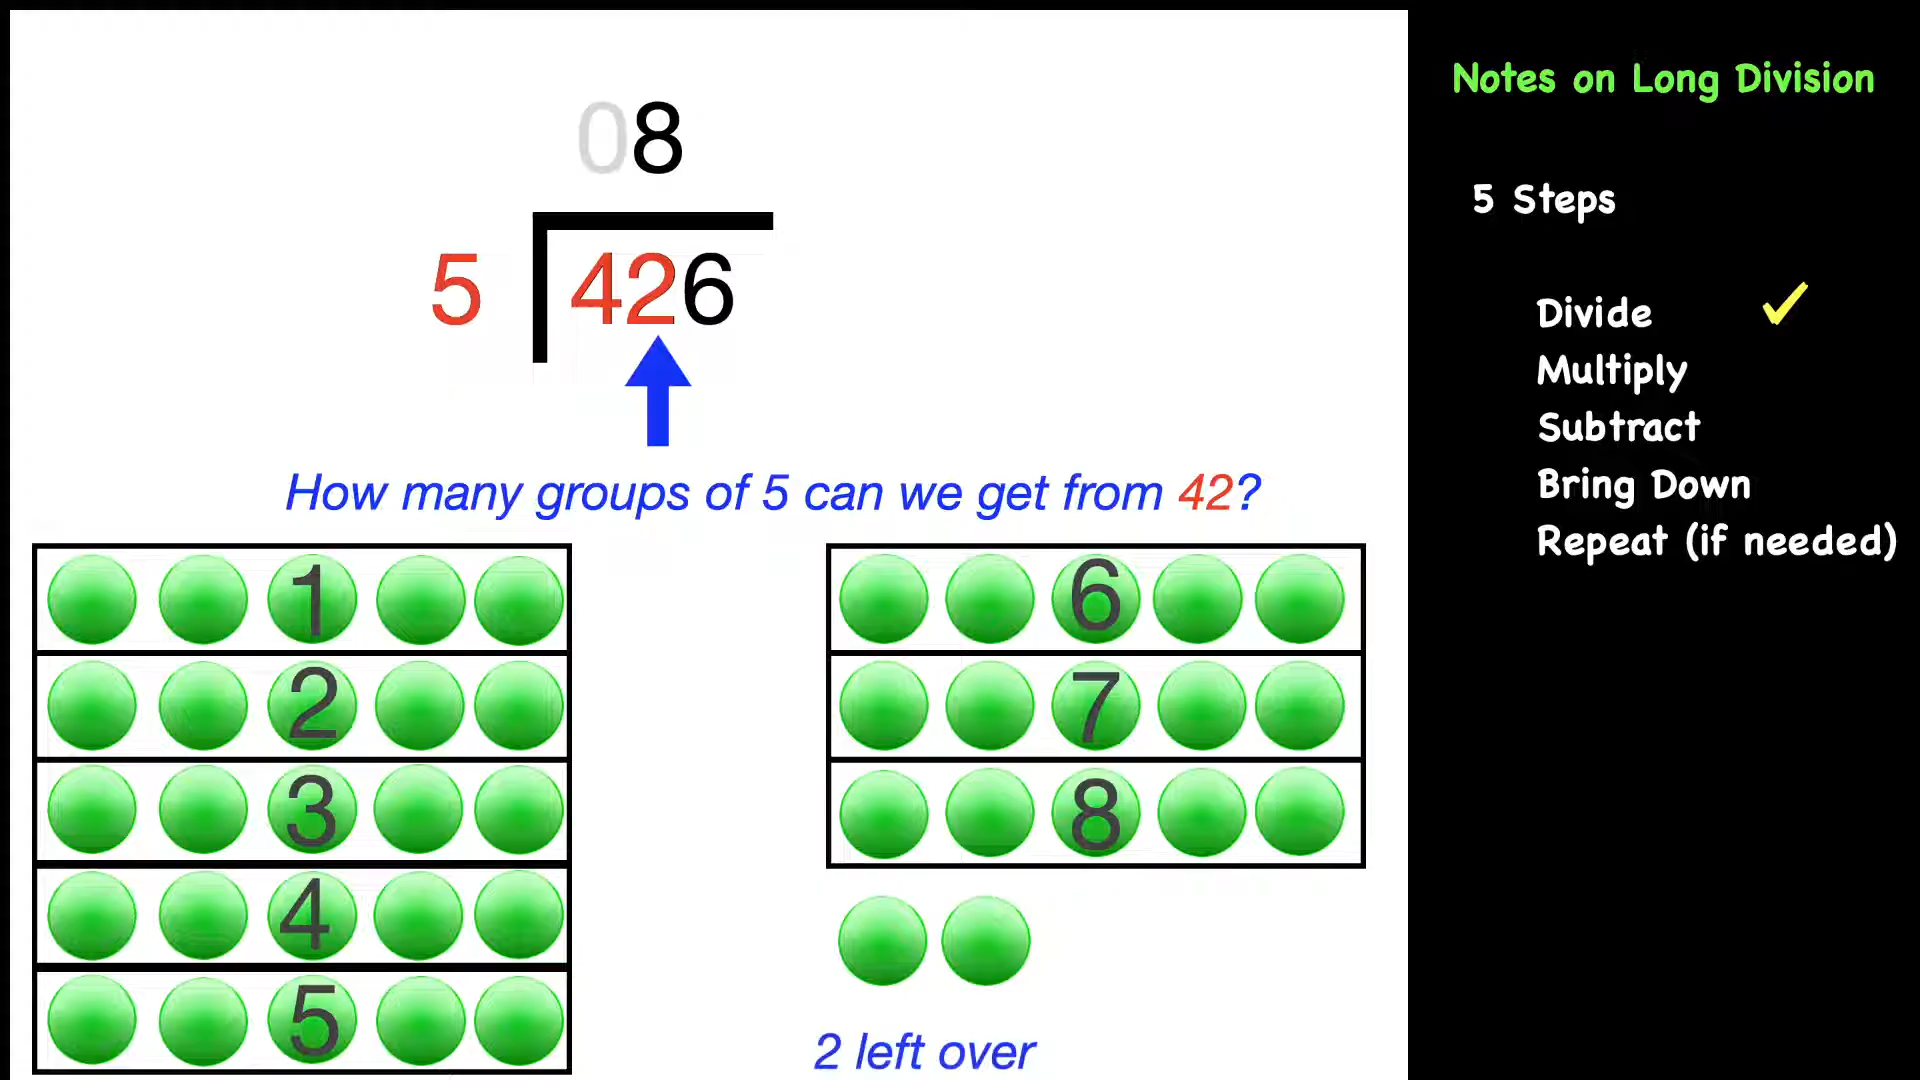 08
5 426
How many groups of 5 can we get from 42?
1
2
3
4
5
6
7
8
2 left over
Notes on Long Division
5 Steps
Divide ✓
Multiply
Subtract
Bring Down
Repeat (if needed)